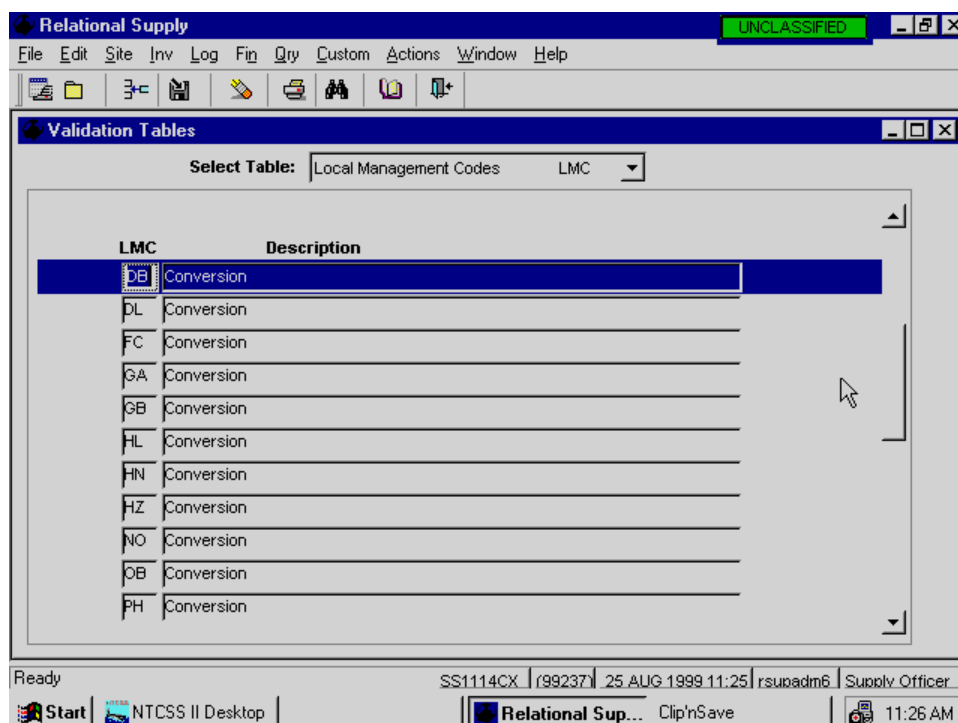 Relational Supply UNCLASSIFIED
File Edit Site Inv Log Fin Qry Custom Actions Window Help
Validation Tables
Select Table: Local Management Codes LMC
LMC Description
DB Conversion
DL Conversion
FC Conversion
GA Conversion
GB Conversion
HL Conversion
HN Conversion
HZ Conversion
NO Conversion
OB Conversion
PH Conversion
Ready SS1114CX (99237) 25 AUG 1999 11:25 rsupadm6 Supply Officer
Start NTCSS II Desktop Relational Sup... Clip'nSave 11:26 AM